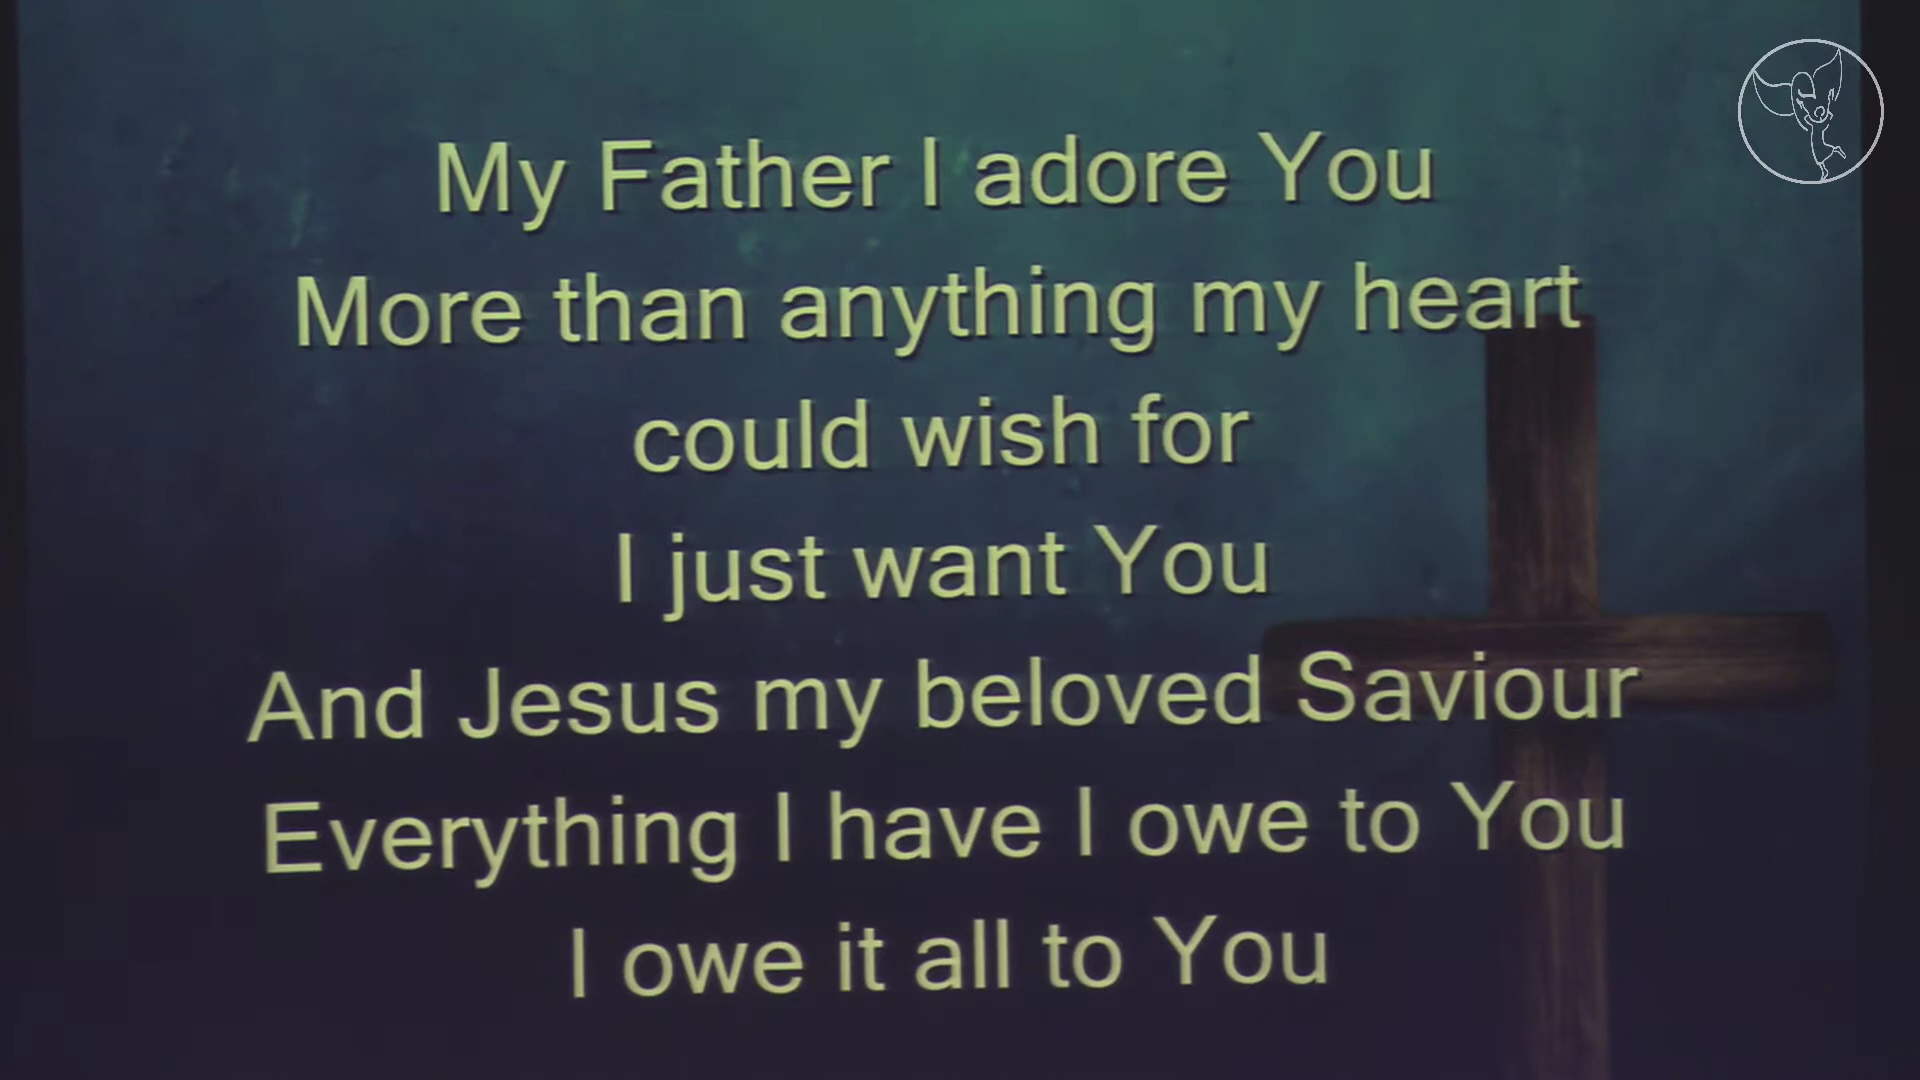 My Father I adore You
More than anything my heart
could wish for
I just want You
And Jesus my beloved Saviour
Everything I have I owe to You
I owe it all to You